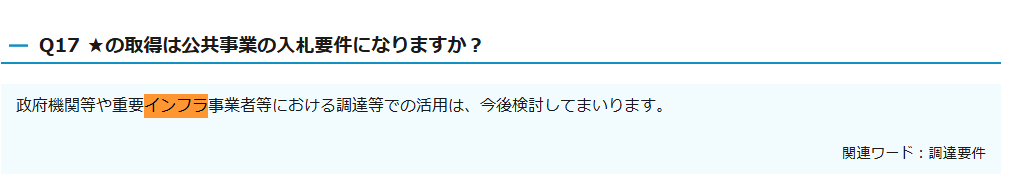 Q17 ★の取得は公共事業の入札要件になりますか？
政府機関等や重要インフラ事業者等における調達等での活用は、今後検討してまいります。
関連ワード：調達要件